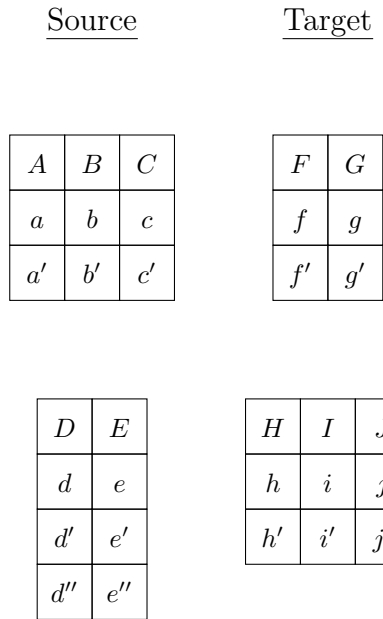 Source Target
A B C F G
a b c f g
a' b' c' f' g'
D E H I
d e h i
d' e' h' i'
d'' e''